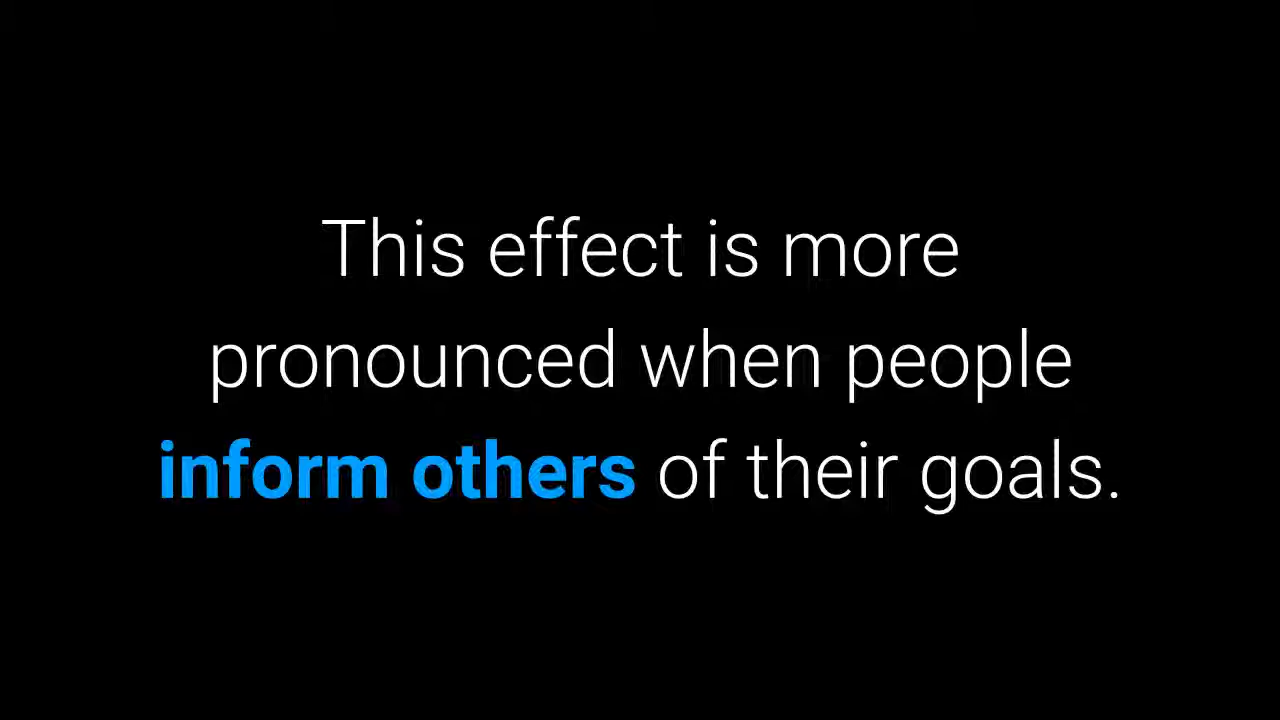 This effect is more
pronounced when people
inform others of their goals.